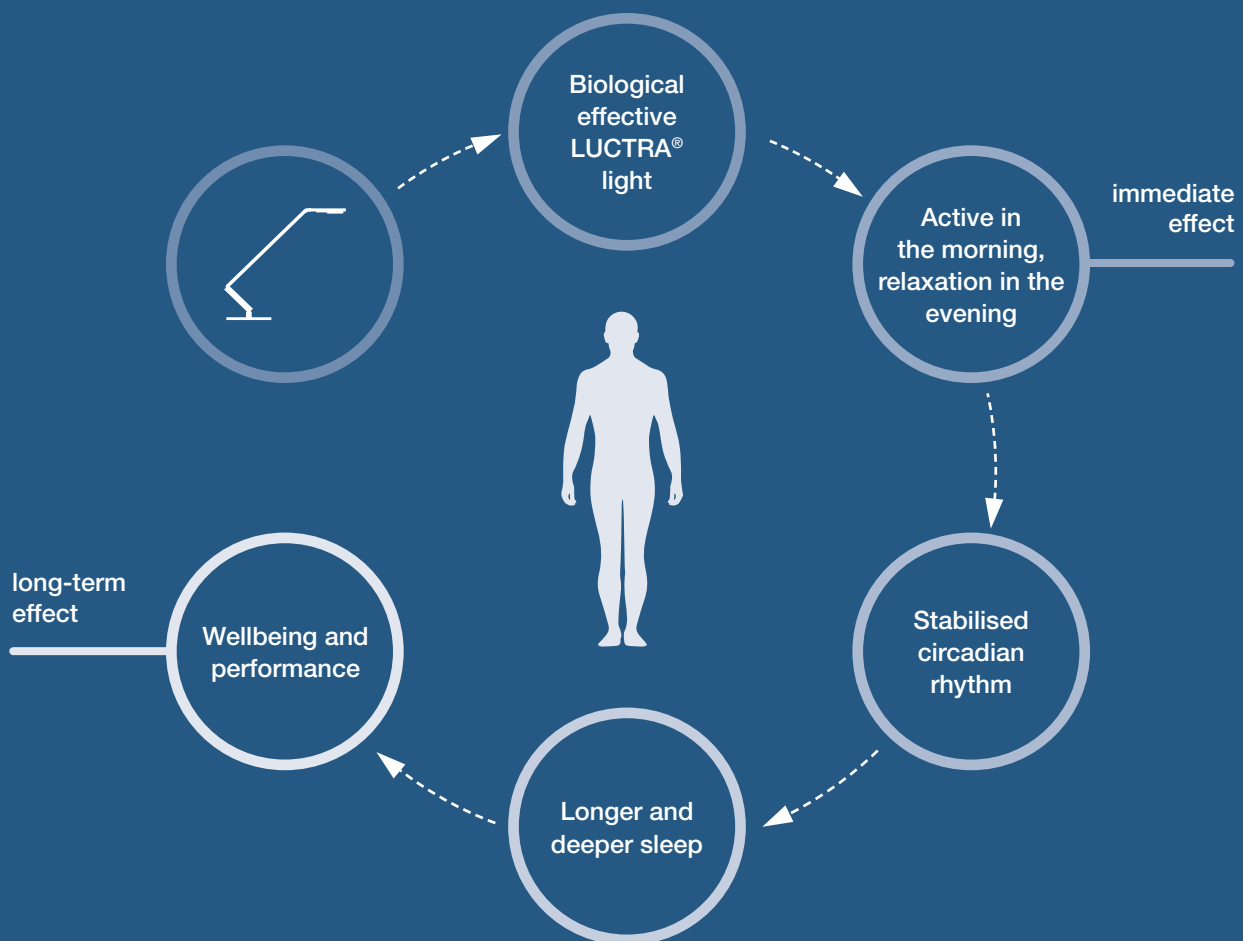 Biological
effective
LUCTRA®
light
Active in
the morning,
relaxation in the
evening
immediate
effect
Stabilised
circadian
rhythm
Longer and
deeper sleep
Wellbeing and
performance
long-term
effect